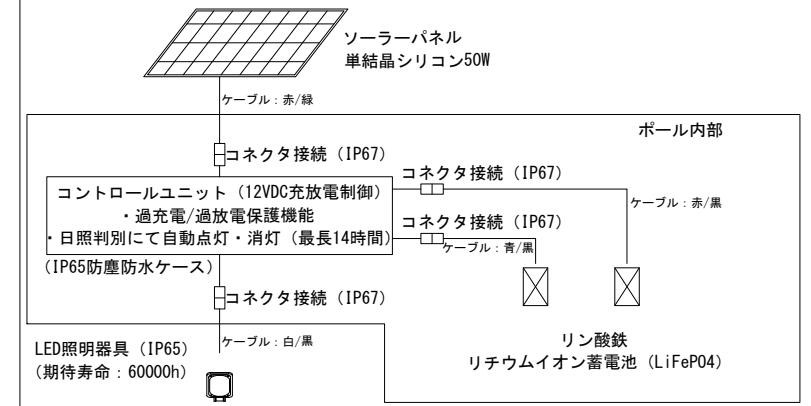 ソーラーパネル
単結晶シリコン50W
ケーブル：赤/緑
ポール内部
コネクタ接続（IP67）
コネクタ接続（IP67）
コントロールユニット（12VDC充放電制御）
・過充電/過放電保護機能
・日照判別にて自動点灯・消灯（最長14時間）
ケーブル：赤/黒
コネクタ接続（IP67）
ケーブル：青/黒
（IP65防塵防水ケース）
コネクタ接続（IP67）
ケーブル：白/黒
LED照明器具（IP65）
（期待寿命：60000h）
リン酸鉄
リチウムイオン蓄電池（LiFePO4）